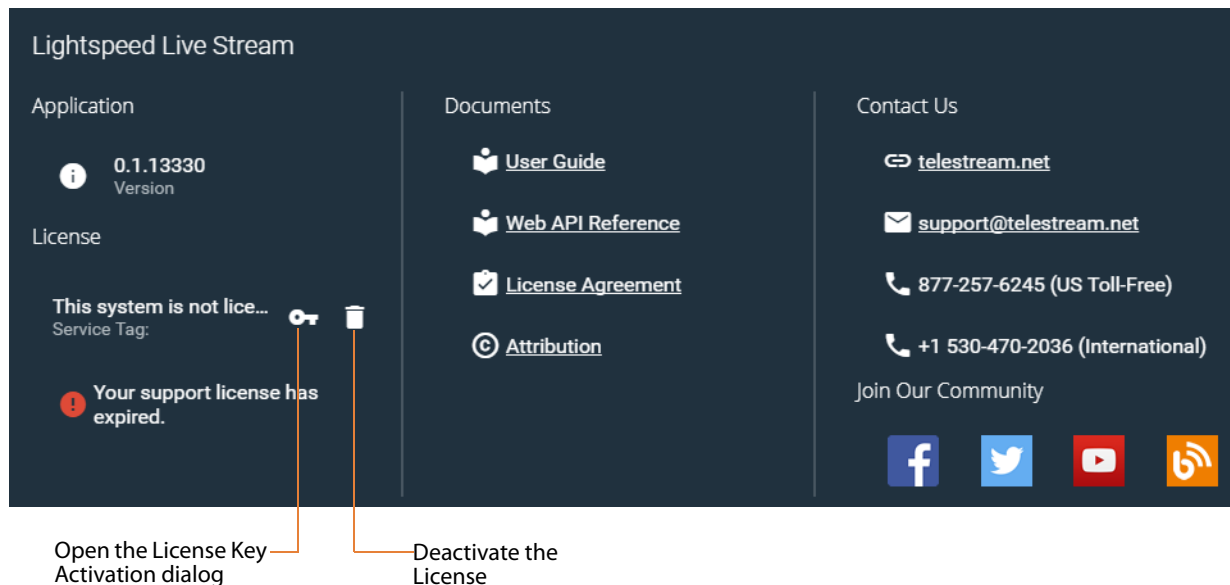 Lightspeed Live Stream
Application
0.1.13330
Version
License
This system is not lice...
Service Tag:
Your support license has
expired.
Documents
User Guide
Web API Reference
License Agreement
Attribution
Contact Us
telestream.net
support@telestream.net
877-257-6245 (US Toll-Free)
+1 530-470-2036 (International)
Join Our Community
Open the License Key
Activation dialog
Deactivate the
License